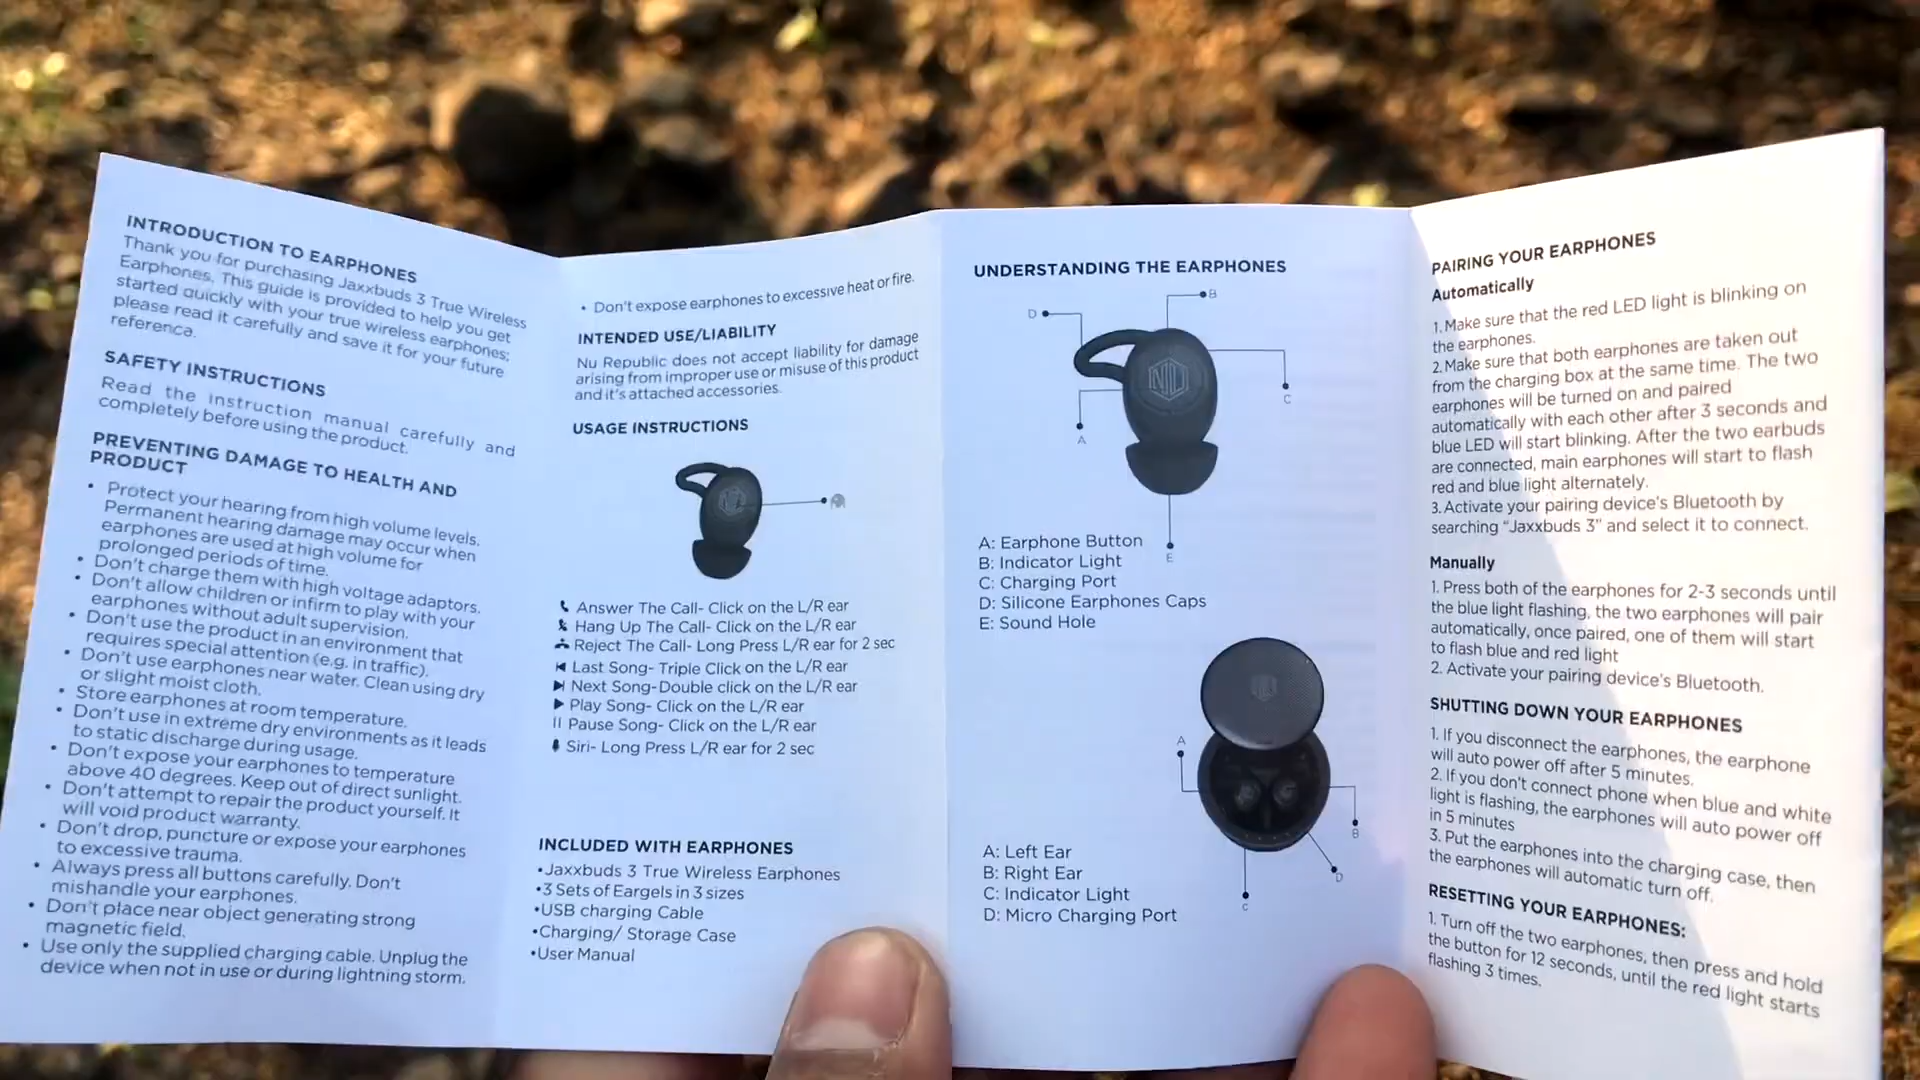 INTRODUCTION TO EARPHONES
Thank you for purchasing Jaxxbuds 3 True Wireless
Earphones. This guide is provided to help you get
started quickly with your true wireless earphones;
please read it carefully and save it for your future
reference.
SAFETY INSTRUCTIONS
Read the instruction manual carefully and
completely before using the product.
PREVENTING DAMAGE TO HEALTH AND
PRODUCT
• Protect your hearing from high volume levels.
Permanent hearing damage may occur when
earphones are used at high volume for
prolonged periods of time.
• Don't charge them with high voltage adaptors.
• Don't allow children or infirm to play with your
earphones without adult supervision.
• Don't use the product in an environment that
requires special attention (e.g. in traffic).
• Don't use earphones near water. Clean using dry
or slight moist cloth.
• Store earphones at room temperature.
• Don't use in extreme dry environments as it leads
to static discharge during usage.
• Don't expose your earphones to temperature
above 40 degrees. Keep out of direct sunlight.
• Don't attempt to repair the product yourself. It
will void product warranty.
• Don't drop, puncture or expose your earphones
to excessive trauma.
• Always press all buttons carefully. Don't
mishandle your earphones.
• Don't place near object generating strong
magnetic field.
• Use only the supplied charging cable. Unplug the
device when not in use or during lightning storm.
• Don't expose earphones to excessive heat or fire.
INTENDED USE/LIABILITY
Nu Republic does not accept liability for damage
arising from improper use or misuse of this product
and it's attached accessories.
USAGE INSTRUCTIONS
Answer The Call- Click on the L/R ear
Hang Up The Call- Click on the L/R ear
Reject The Call- Long Press L/R ear for 2 sec
Last Song- Triple Click on the L/R ear
Next Song-Double click on the L/R ear
Play Song- Click on the L/R ear
Pause Song- Click on the L/R ear
Siri- Long Press L/R ear for 2 sec
INCLUDED WITH EARPHONES
•Jaxxbuds 3 True Wireless Earphones
•3 Sets of Eargels in 3 sizes
•USB charging Cable
•Charging/ Storage Case
•User Manual
UNDERSTANDING THE EARPHONES
B
D
C
A
E
A: Earphone Button
B: Indicator Light
C: Charging Port
D: Silicone Earphones Caps
E: Sound Hole
A
B
D
C
A: Left Ear
B: Right Ear
C: Indicator Light
D: Micro Charging Port
PAIRING YOUR EARPHONES
Automatically
1. Make sure that the red LED light is blinking on
the earphones.
2. Make sure that both earphones are taken out
from the charging box at the same time. The two
earphones will be turned on and paired
automatically with each other after 3 seconds and
blue LED will start blinking. After the two earbuds
are connected, main earphones will start to flash
red and blue light alternately.
3. Activate your pairing device's Bluetooth by
searching "Jaxxbuds 3" and select it to connect.
Manually
1. Press both of the earphones for 2-3 seconds until
the blue light flashing, the two earphones will pair
automatically, once paired, one of them will start
to flash blue and red light
2. Activate your pairing device's Bluetooth.
SHUTTING DOWN YOUR EARPHONES
1. If you disconnect the earphones, the earphone
will auto power off after 5 minutes.
2. If you don't connect phone when blue and white
light is flashing, the earphones will auto power off
in 5 minutes
3. Put the earphones into the charging case, then
the earphones will automatic turn off.
RESETTING YOUR EARPHONES:
1. Turn off the two earphones, then press and hold
the button for 12 seconds, until the red light starts
flashing 3 times.